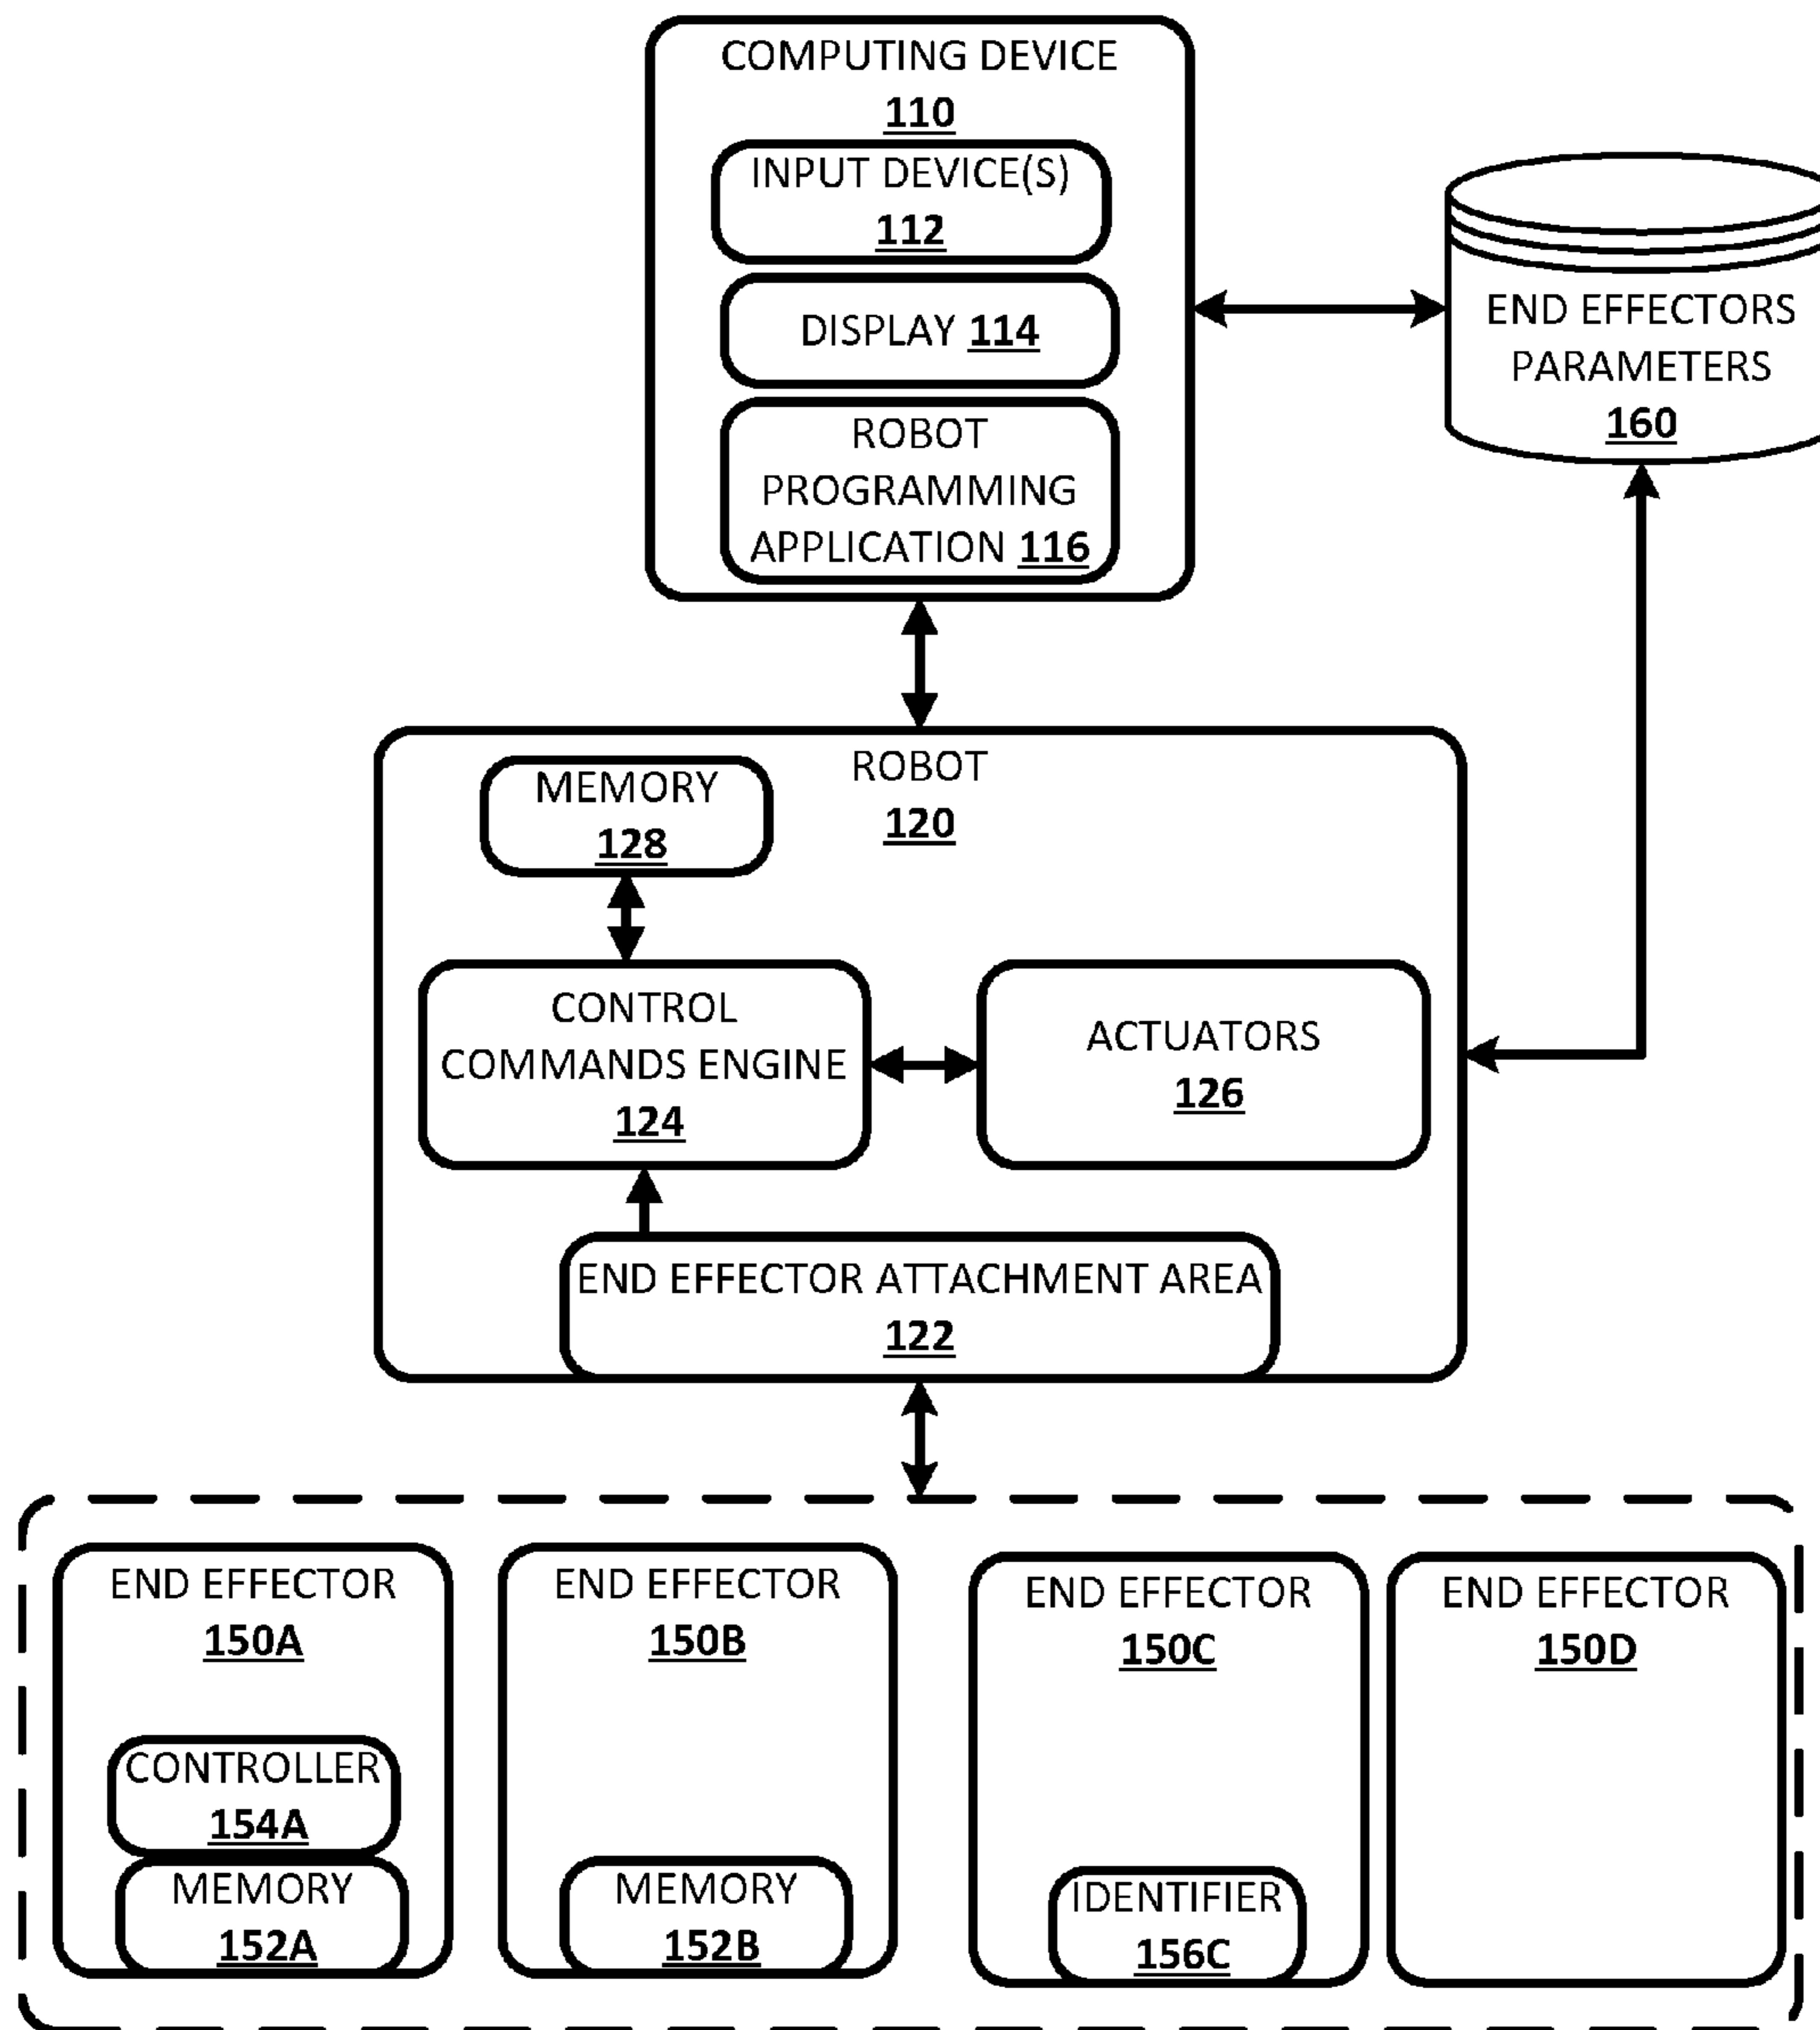 COMPUTING DEVICE
110
INPUT DEVICE(S)
112
DISPLAY 114
ROBOT
PROGRAMMING
APPLICATION 116
END EFFECTORS
PARAMETERS
160
ROBOT
120
MEMORY
128
CONTROL
COMMANDS ENGINE
124
ACTUATORS
126
END EFFECTOR ATTACHMENT AREA
122
END EFFECTOR
150A
CONTROLLER
154A
MEMORY
152A
END EFFECTOR
150B
MEMORY
152B
END EFFECTOR
150C
IDENTIFIER
156C
END EFFECTOR
150D